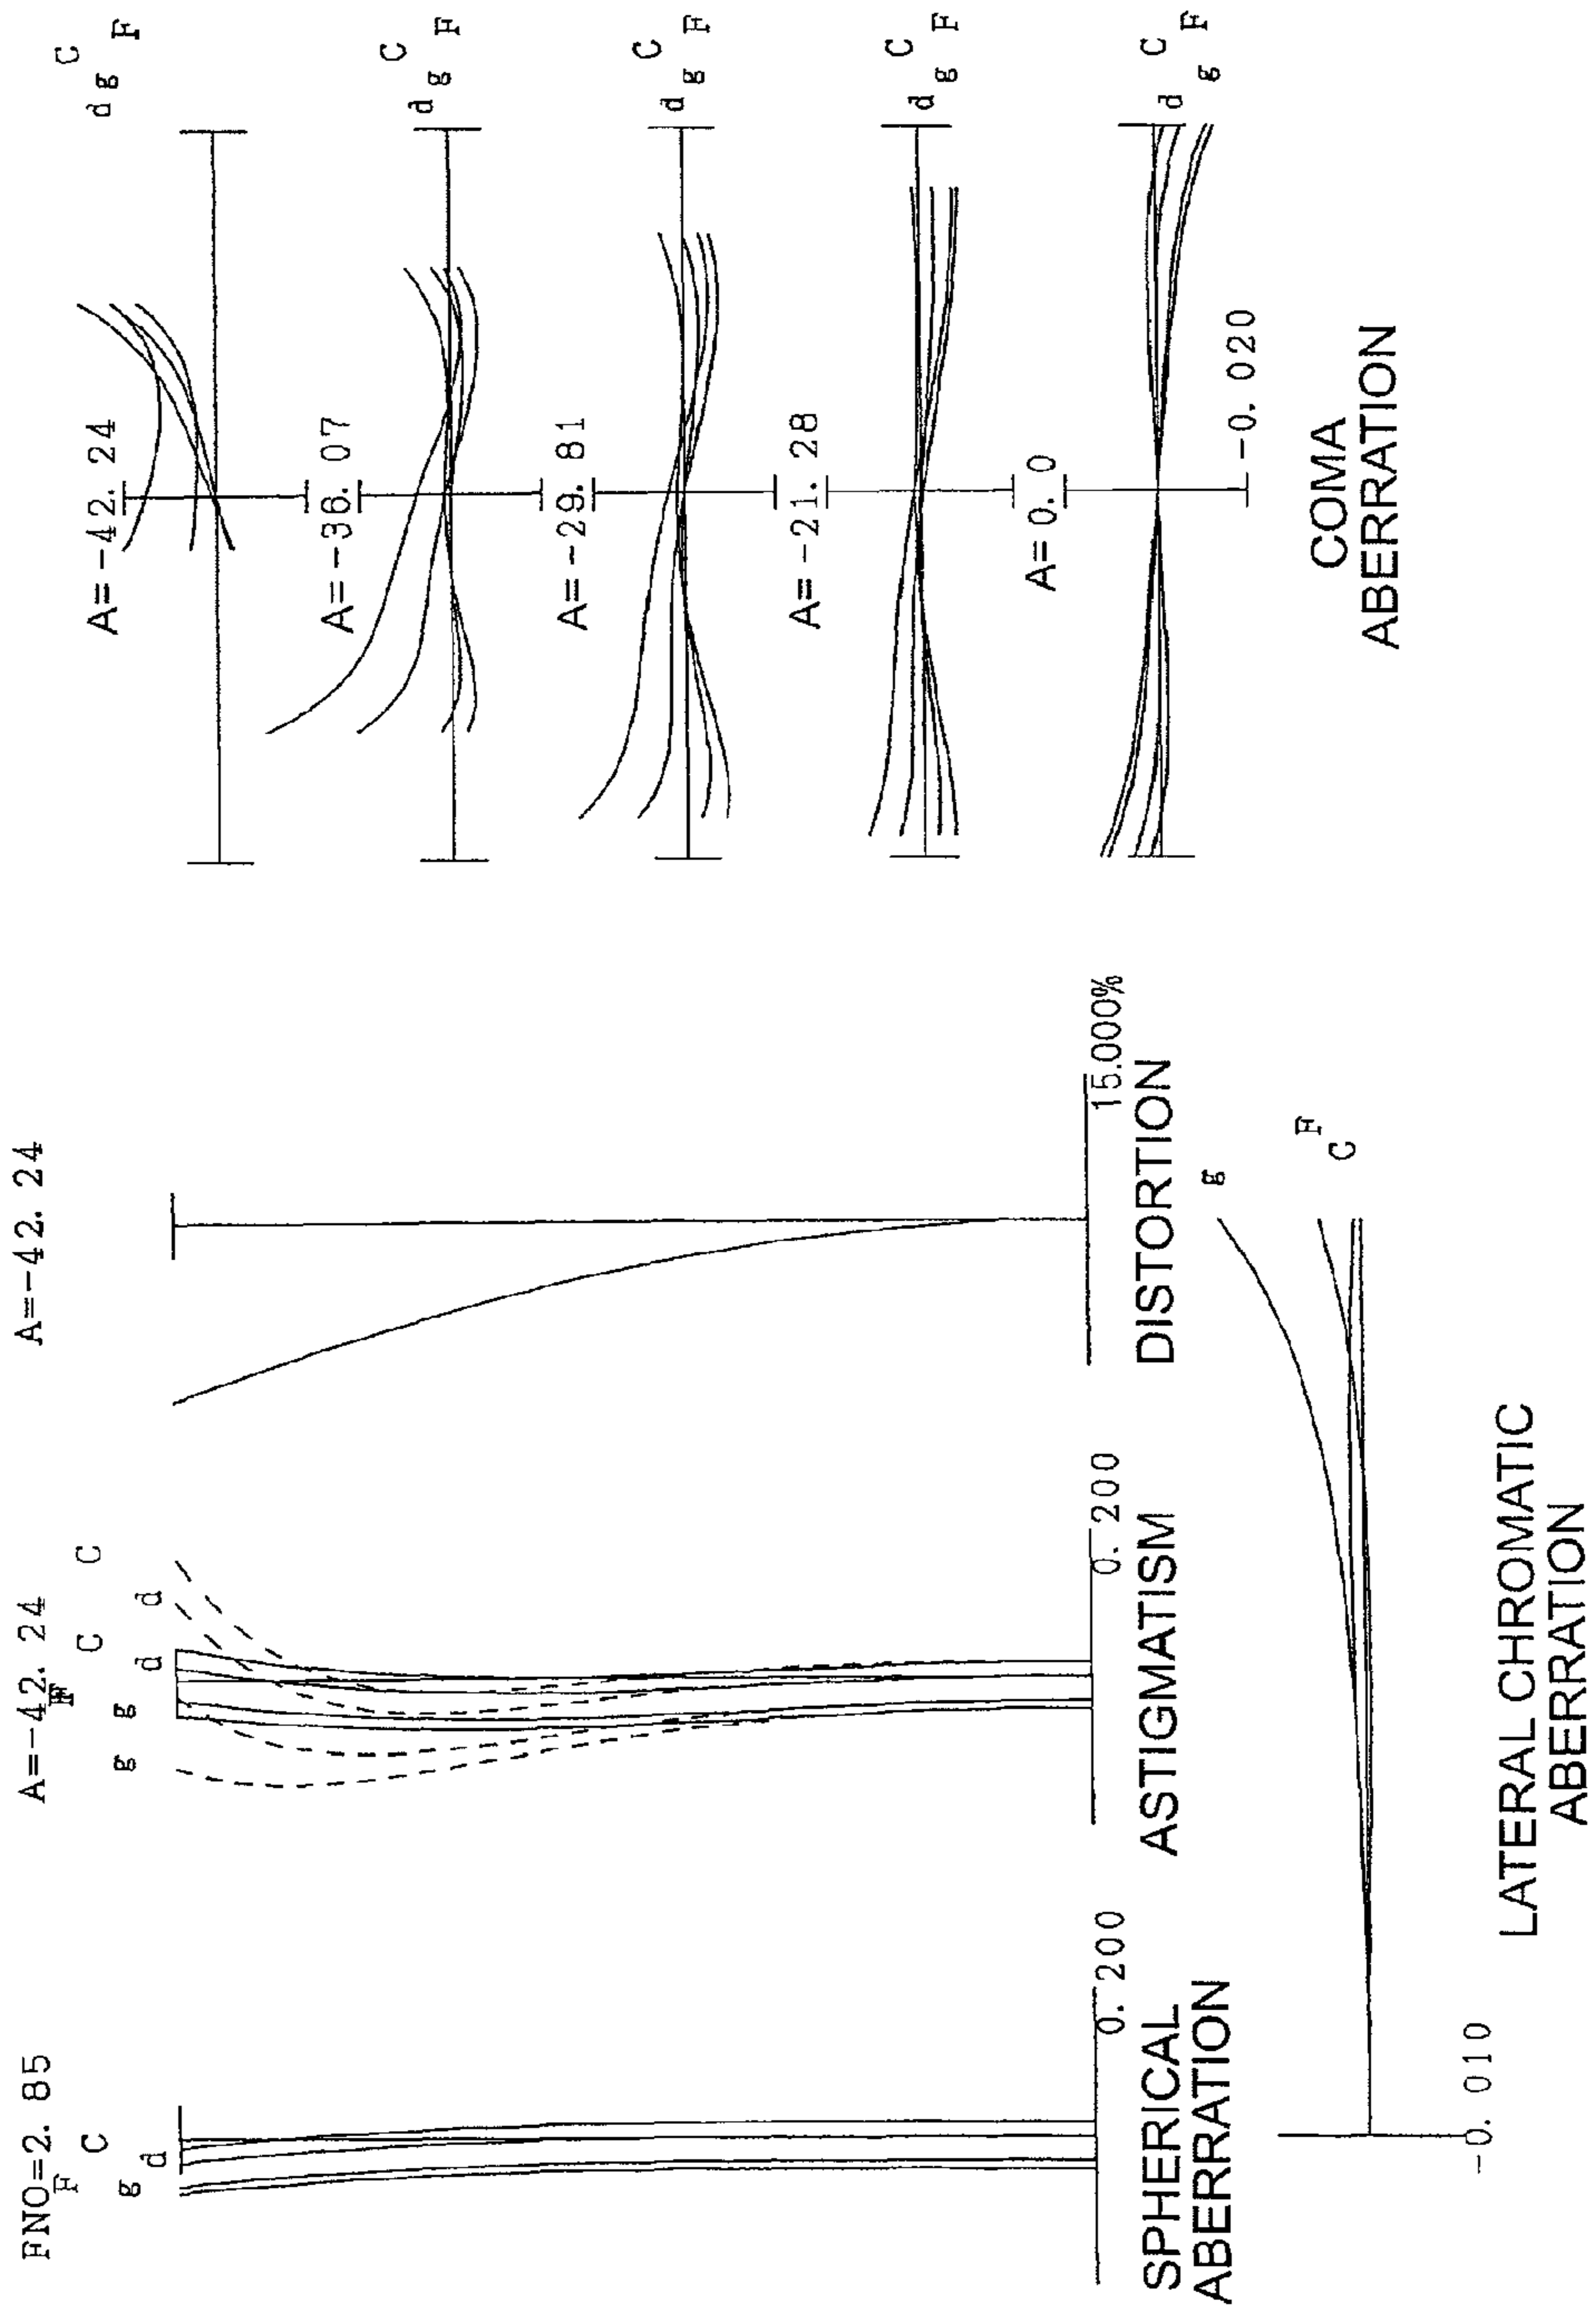 FNO=2. 85
F
C
g
d
0. 200
SPHERICAL
ABERRATION
A=-42. 24
F
C
C
g
d
d
g
0. 200
ASTIGMATISM
A=-42. 24
15.000%
DISTORTION
g
F
C
-0. 010
LATERAL CHROMATIC
ABERRATION
A=-42. 24
d
g
C
F
A=-36. 07
d
g
C
F
A=-29. 81
d
g
C
F
A=-21. 28
d
g
C
F
A=0. 0
d
g
C
F
-0. 020
COMA
ABERRATION